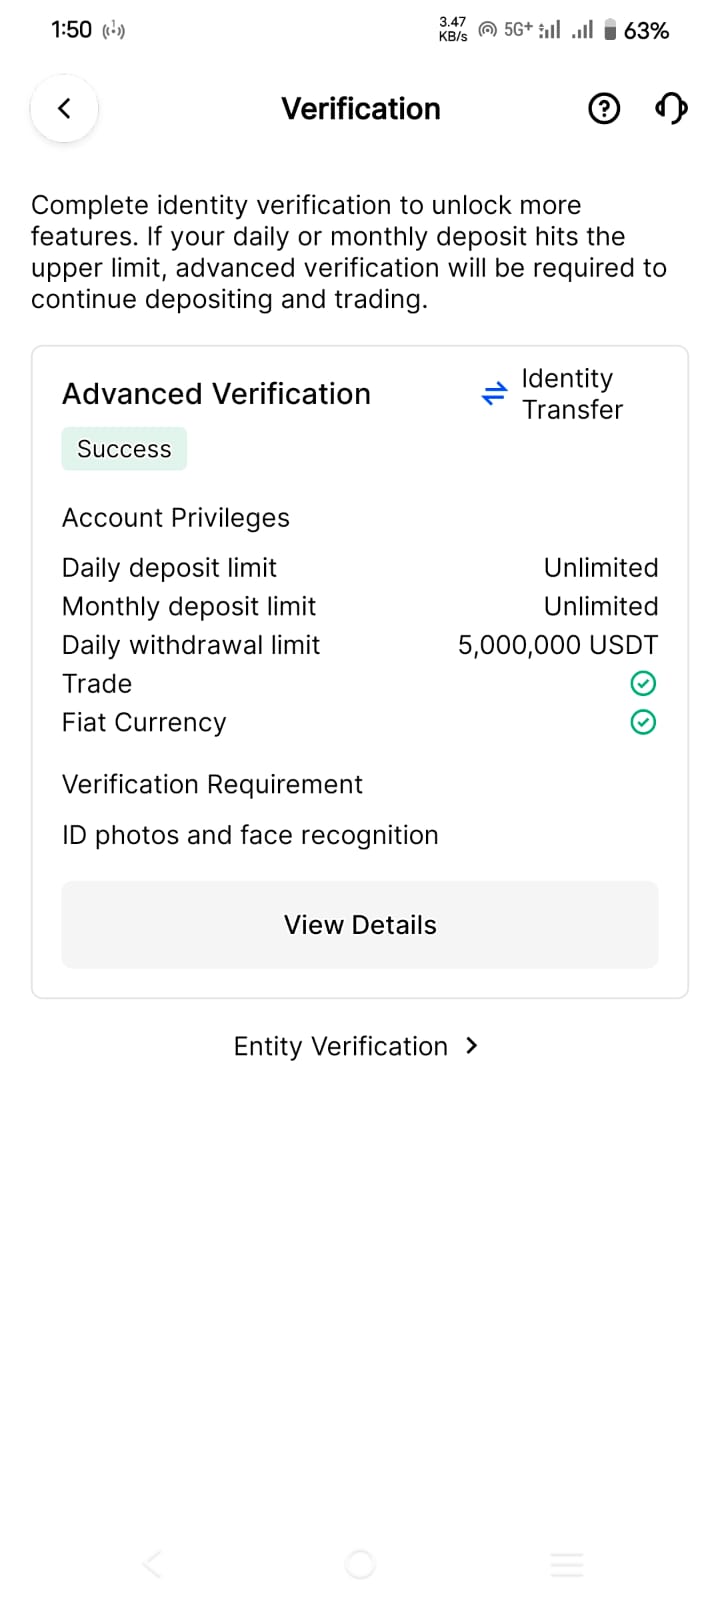 1:50
3.47
KB/s
5G+
63%
Verification
Complete identity verification to unlock more
features. If your daily or monthly deposit hits the
upper limit, advanced verification will be required to
continue depositing and trading.
Advanced Verification
Identity
Transfer
Success
Account Privileges
Daily deposit limit Unlimited
Monthly deposit limit Unlimited
Daily withdrawal limit 5,000,000 USDT
Trade
Fiat Currency
Verification Requirement
ID photos and face recognition
View Details
Entity Verification